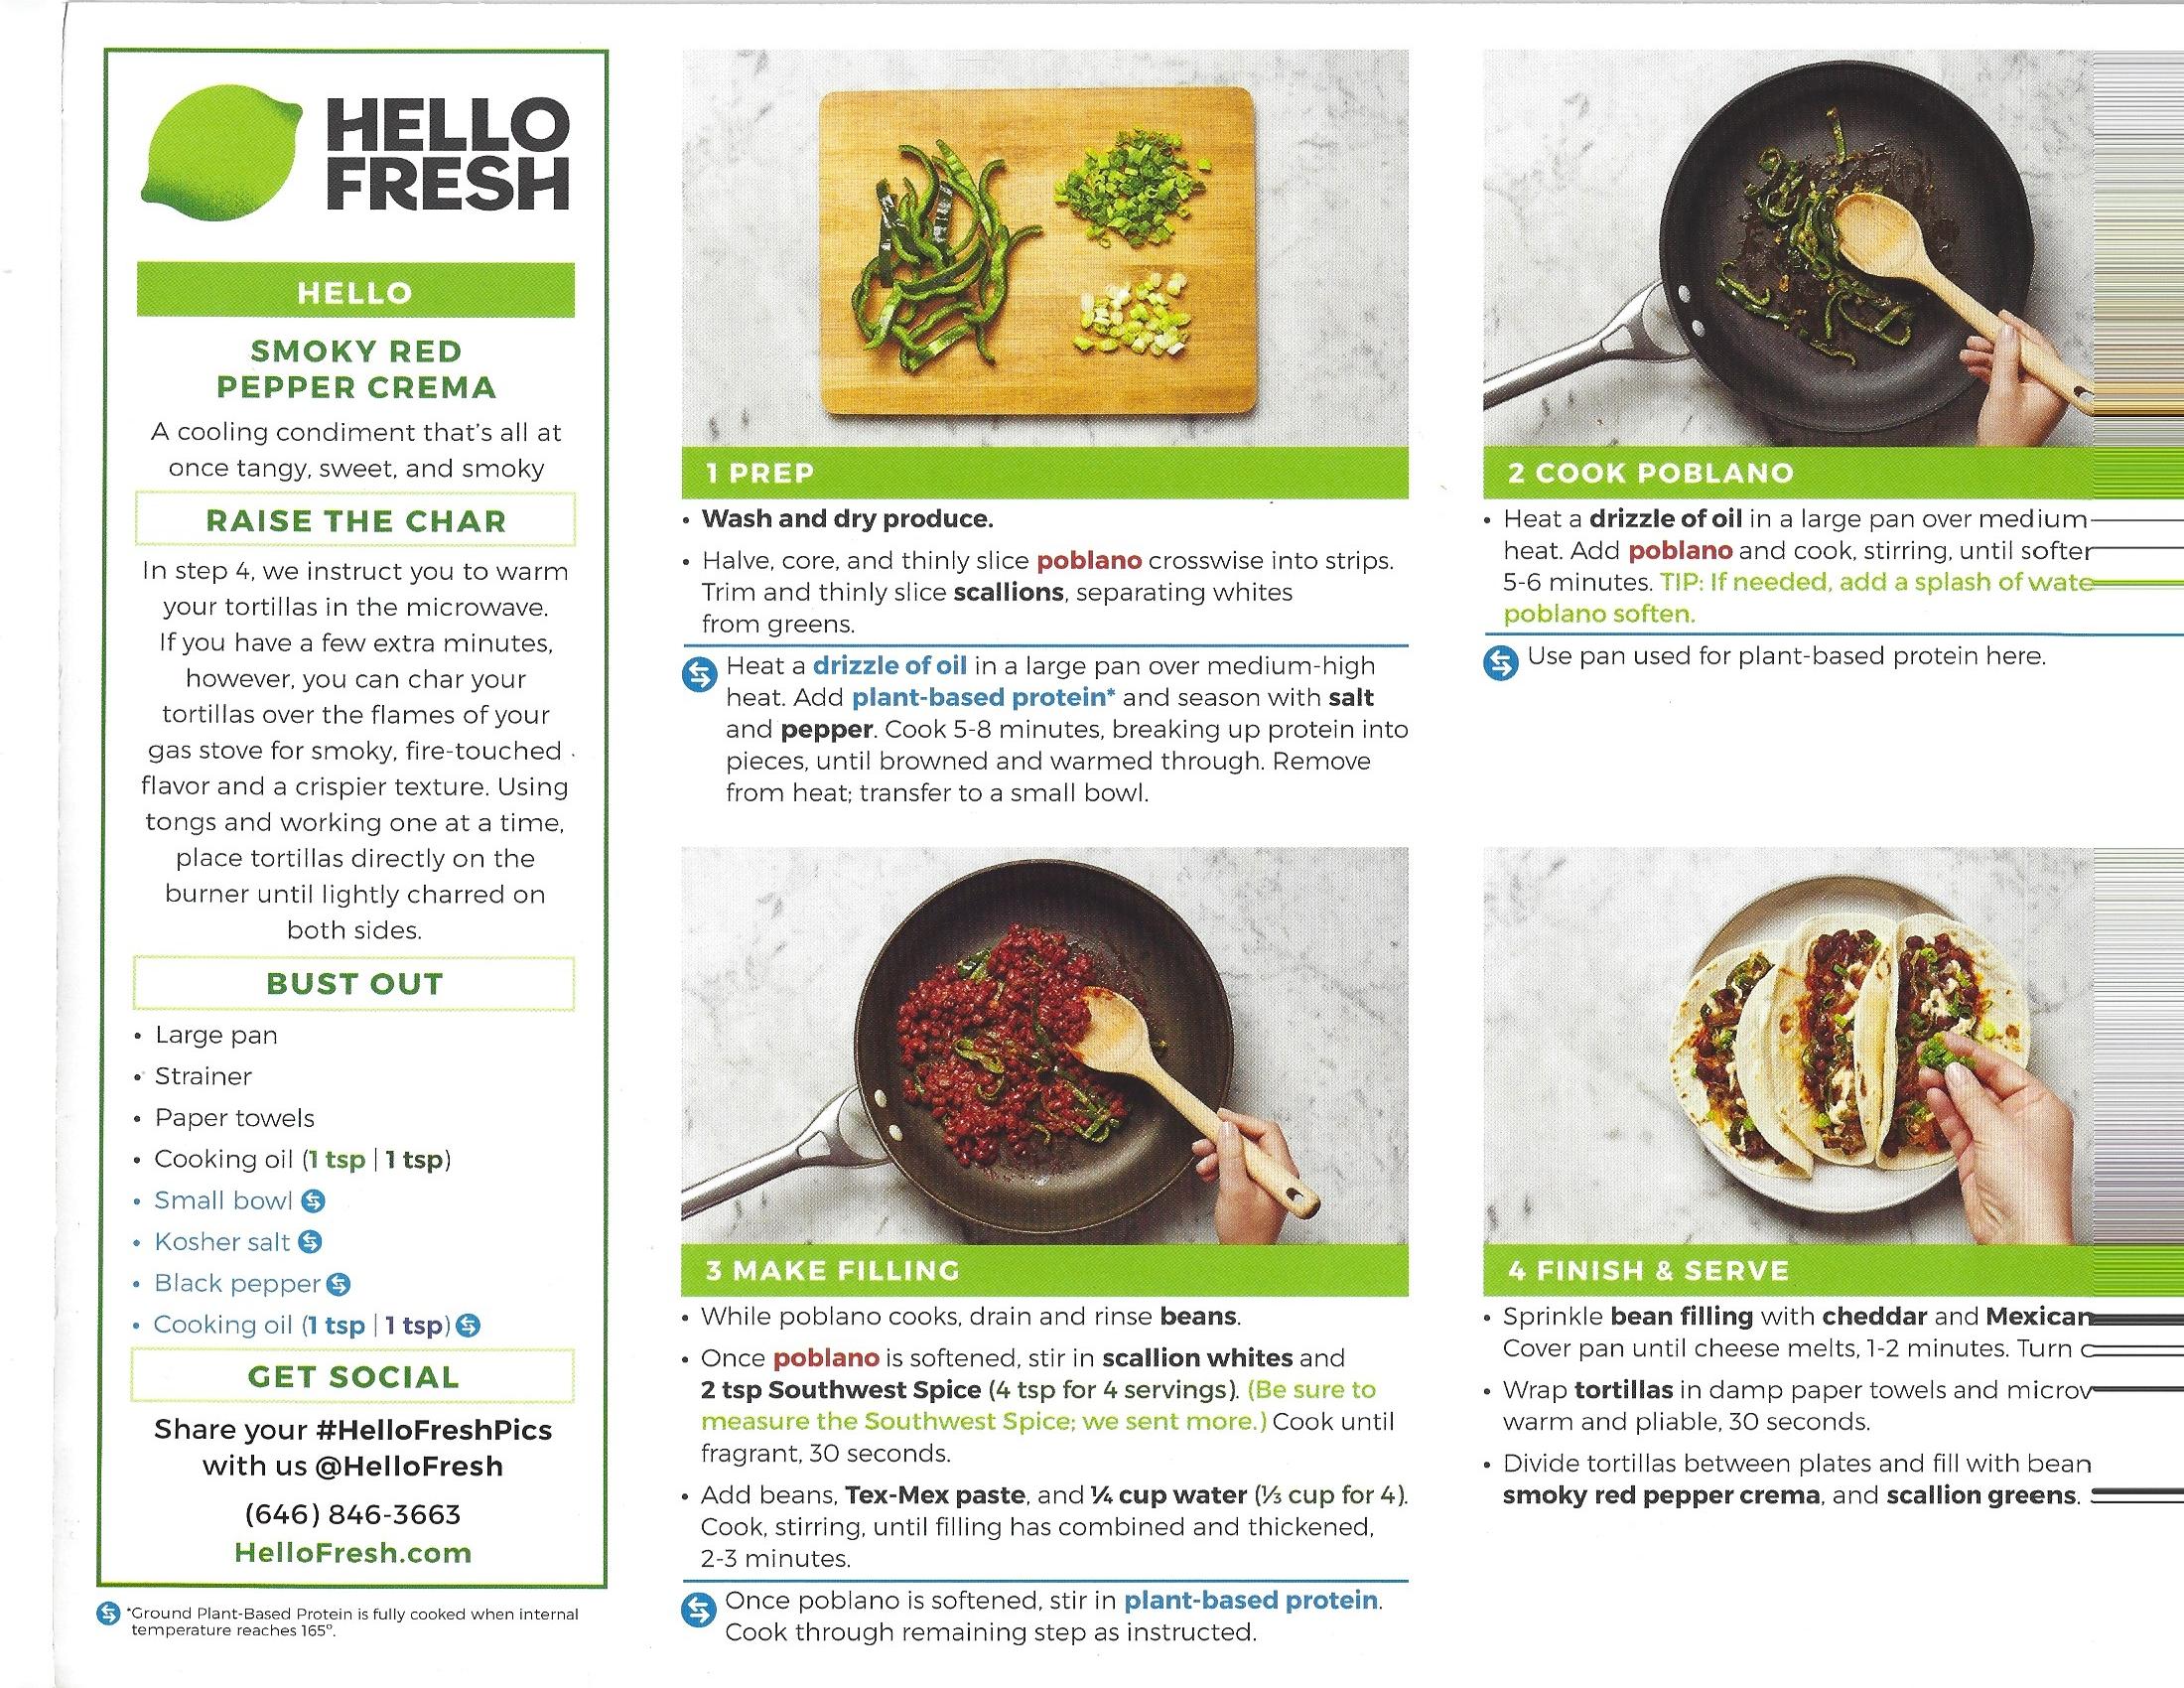 HELLO
FRESH
HELLO
SMOKY RED
PEPPER CREMA
A cooling condiment that's all at
once tangy, sweet, and smoky
RAISE THE CHAR
In step 4, we instruct you to warm
your tortillas in the microwave.
If you have a few extra minutes,
however, you can char your
tortillas over the flames of your
gas stove for smoky, fire-touched
flavor and a crispier texture. Using
tongs and working one at a time,
place tortillas directly on the
burner until lightly charred on
both sides.
BUST OUT
• Large pan
• Strainer
• Paper towels
• Cooking oil (1 tsp | 1 tsp)
• Small bowl
• Kosher salt
• Black pepper
• Cooking oil (1 tsp | 1 tsp)
GET SOCIAL
Share your #HelloFreshPics
with us @HelloFresh
(646) 846-3663
HelloFresh.com
*Ground Plant-Based Protein is fully cooked when internal
temperature reaches 165°.
1 PREP
• Wash and dry produce.
• Halve, core, and thinly slice poblano crosswise into strips.
Trim and thinly slice scallions, separating whites
from greens.
Heat a drizzle of oil in a large pan over medium-high
heat. Add plant-based protein* and season with salt
and pepper. Cook 5-8 minutes, breaking up protein into
pieces, until browned and warmed through. Remove
from heat; transfer to a small bowl.
2 COOK POBLANO
• Heat a drizzle of oil in a large pan over medium-
heat. Add poblano and cook, stirring, until
5-6 minutes. TIP: If needed, add a splash of
poblano soften.
Use pan used for plant-based protein here.
3 MAKE FILLING
• While poblano cooks, drain and rinse beans.
• Once poblano is softened, stir in scallion whites and
2 tsp Southwest Spice (4 tsp for 4 servings). (Be sure to
measure the Southwest Spice; we sent more.) Cook until
fragrant, 30 seconds.
• Add beans, Tex-Mex paste, and ¼ cup water (⅓ cup for 4).
Cook, stirring, until filling has combined and thickened,
2-3 minutes.
Once poblano is softened, stir in plant-based protein.
Cook through remaining step as instructed.
4 FINISH & SERVE
• Sprinkle bean filling with cheddar and Mexican
Cover pan until cheese melts, 1-2 minutes. Turn
• Wrap tortillas in damp paper towels and
warm and pliable, 30 seconds.
• Divide tortillas between plates and fill with bean
smoky red pepper crema, and scallion greens.